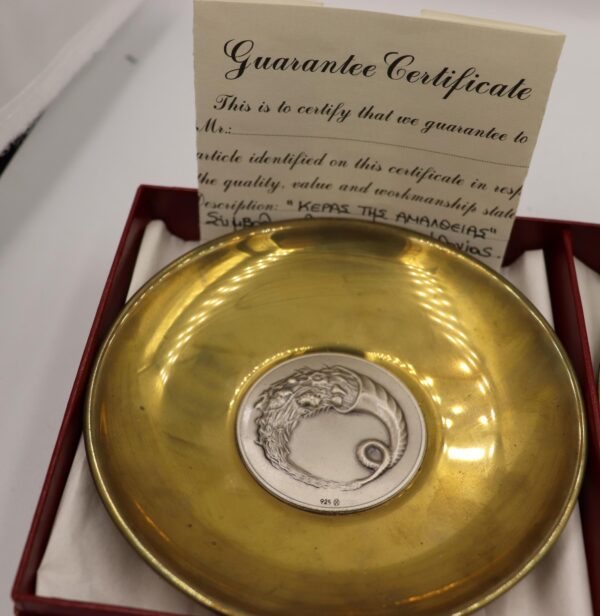 Guarantee Certificate
This is to certify that we guarantee to
Mr.:
article identified on this certificate in resp
the quality, value and workmanship state
Description: "ΚΕΡΑΣ ΤΗΣ ΑΜΑΛΘΕΙΑΣ"
925